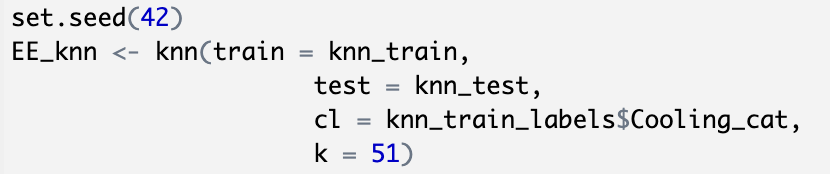 set.seed(42)
EE_knn <- knn(train = knn_train,
test = knn_test,
cl = knn_train_labels$Cooling_cat,
k = 51)